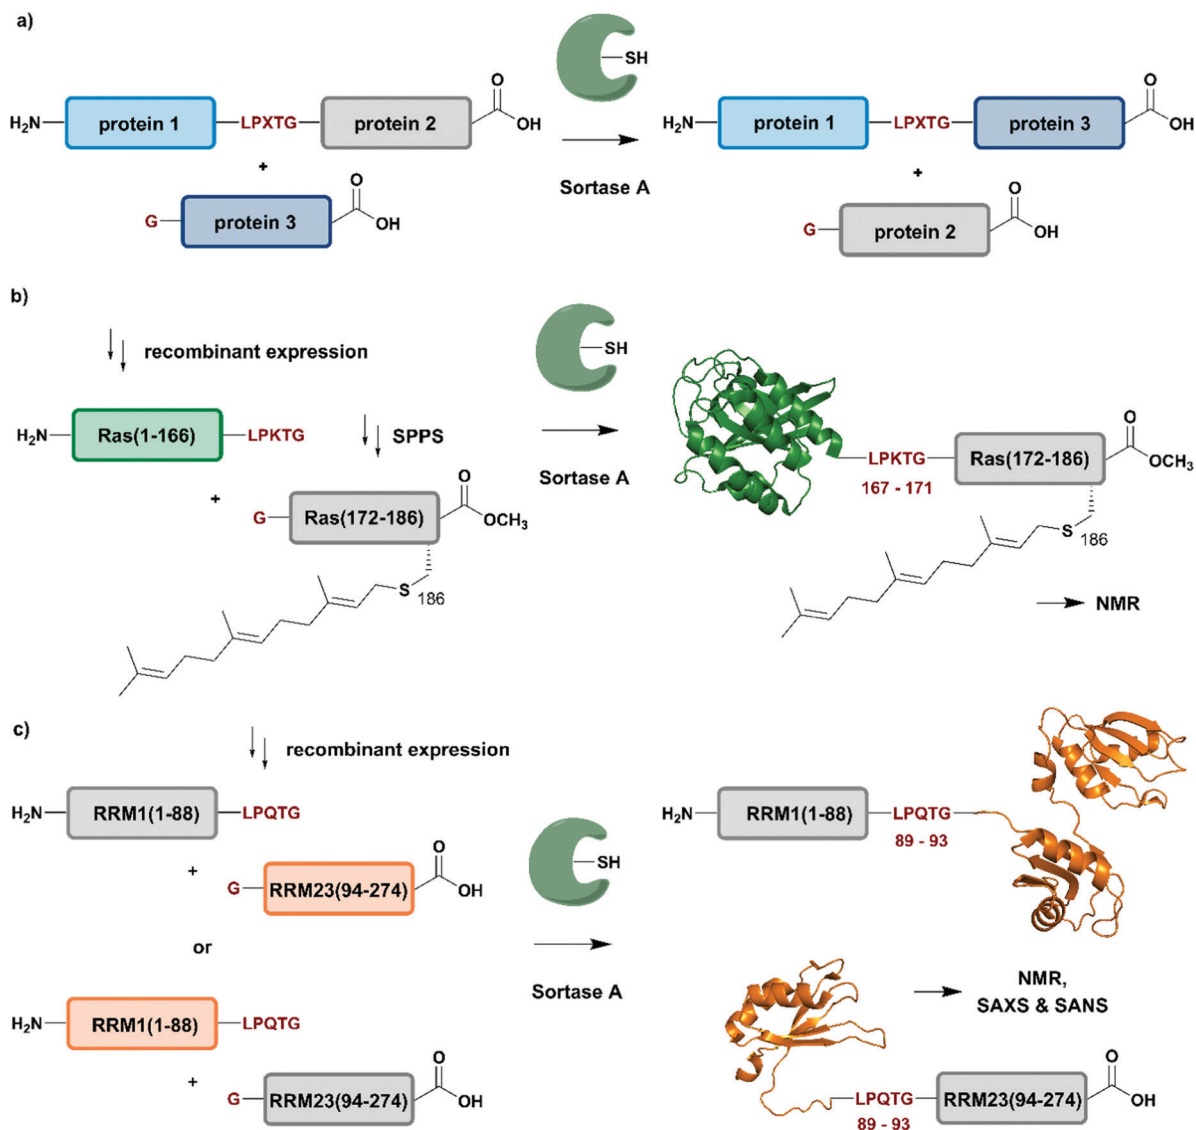 a)
SH
H₂N
protein 1
LPXTG
protein 2
O
OH
+
G
protein 3
O
OH
Sortase A
H₂N
protein 1
LPXTG
protein 3
O
OH
+
G
protein 2
O
OH
b)
recombinant expression
H₂N
Ras(1-166)
LPKTG
SPPS
+
G
Ras(172-186)
O
OCH₃
S
186
SH
Sortase A
LPKTG
167 - 171
Ras(172-186)
O
OCH₃
S
186
NMR
c)
recombinant expression
H₂N
RRM1(1-88)
LPQTG
+
G
RRM23(94-274)
O
OH
or
H₂N
RRM1(1-88)
LPQTG
+
G
RRM23(94-274)
O
OH
SH
Sortase A
H₂N
RRM1(1-88)
LPQTG
89 - 93
NMR,
SAXS & SANS
LPQTG
89 - 93
RRM23(94-274)
O
OH